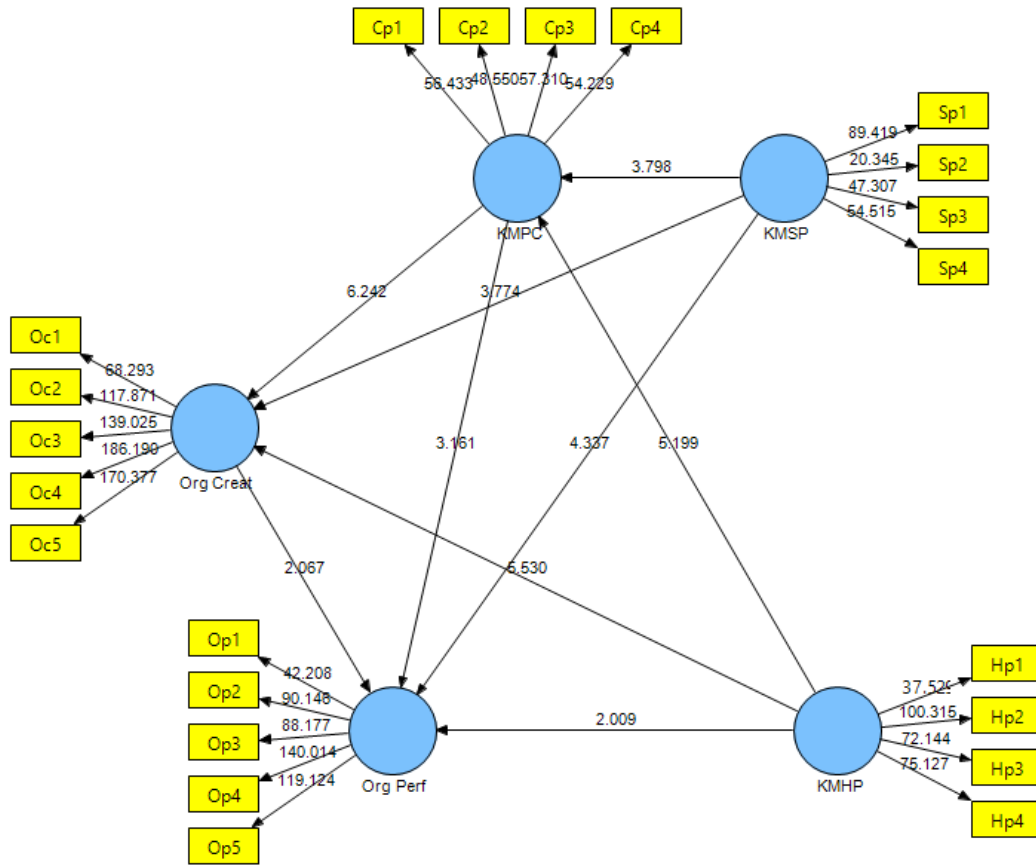 Cp1
Cp2
Cp3
Cp4
56.433
48.550
57.310
54.229
Sp1
Sp2
Sp3
Sp4
89.419
20.345
47.307
54.515
KMPC
3.798
KMSP
6.242
3.774
Oc1
Oc2
Oc3
Oc4
Oc5
68.293
117.871
139.025
186.190
170.377
Org Creat
3.161
4.337
5.199
2.067
5.530
Op1
Op2
Op3
Op4
Op5
42.208
90.146
88.177
140.014
119.124
Org Perf
2.009
KMHP
Hp1
Hp2
Hp3
Hp4
100.315
72.144
75.127